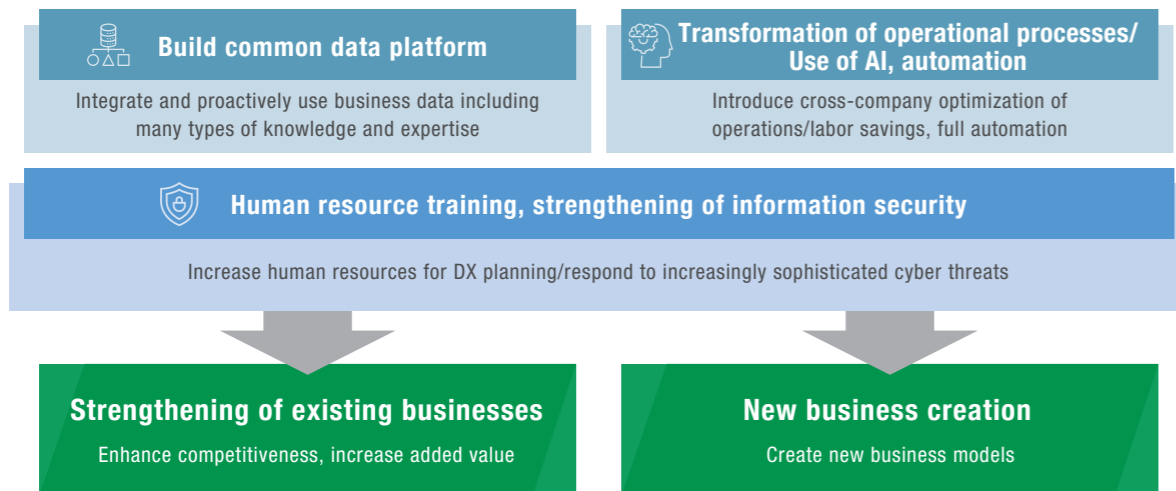 Build common data platform
Integrate and proactively use business data including
many types of knowledge and expertise
Transformation of operational processes/
Use of AI, automation
Introduce cross-company optimization of
operations/labor savings, full automation
Human resource training, strengthening of information security
Increase human resources for DX planning/respond to increasingly sophisticated cyber threats
Strengthening of existing businesses
Enhance competitiveness, increase added value
New business creation
Create new business models